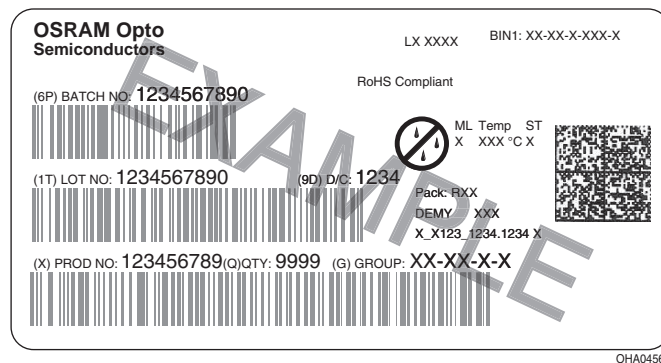 OSRAM Opto
Semiconductors
LX XXXX
BIN1: XX-XX-X-XXX-X
RoHS Compliant
(6P) BATCH NO: 1234567890
ML Temp ST
X XXX °C X
(1T) LOT NO: 1234567890 (9D) D/C: 1234
Pack: RXX
DEMY XXX
X_X123_1234.1234 X
(X) PROD NO: 123456789(Q)QTY: 9999 (G) GROUP: XX-XX-X-X
EXAMPLE